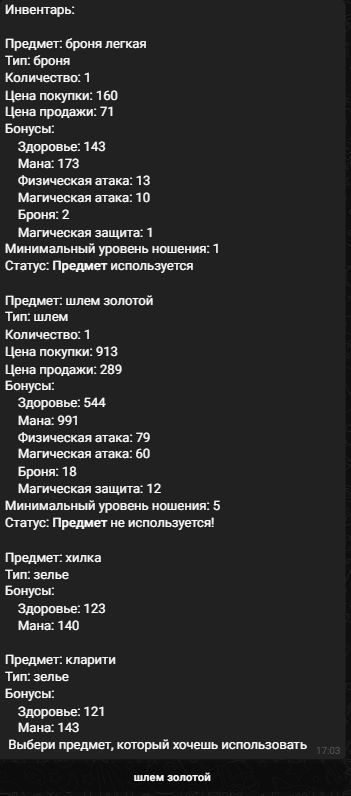 Инвентарь:
Предмет: броня легкая
Тип: броня
Количество: 1
Цена покупки: 160
Цена продажи: 71
Бонусы:
Здоровье: 143
Мана: 173
Физическая атака: 13
Магическая атака: 10
Броня: 2
Магическая защита: 1
Минимальный уровень ношения: 1
Статус: Предмет используется
Предмет: шлем золотой
Тип: шлем
Количество: 1
Цена покупки: 913
Цена продажи: 289
Бонусы:
Здоровье: 544
Мана: 991
Физическая атака: 79
Магическая атака: 60
Броня: 18
Магическая защита: 12
Минимальный уровень ношения: 5
Статус: Предмет не используется!
Предмет: хилка
Тип: зелье
Бонусы:
Здоровье: 123
Мана: 140
Предмет: кларити
Тип: зелье
Бонусы:
Здоровье: 121
Мана: 143
Выбери предмет, который хочешь использовать 17:03
шлем золотой